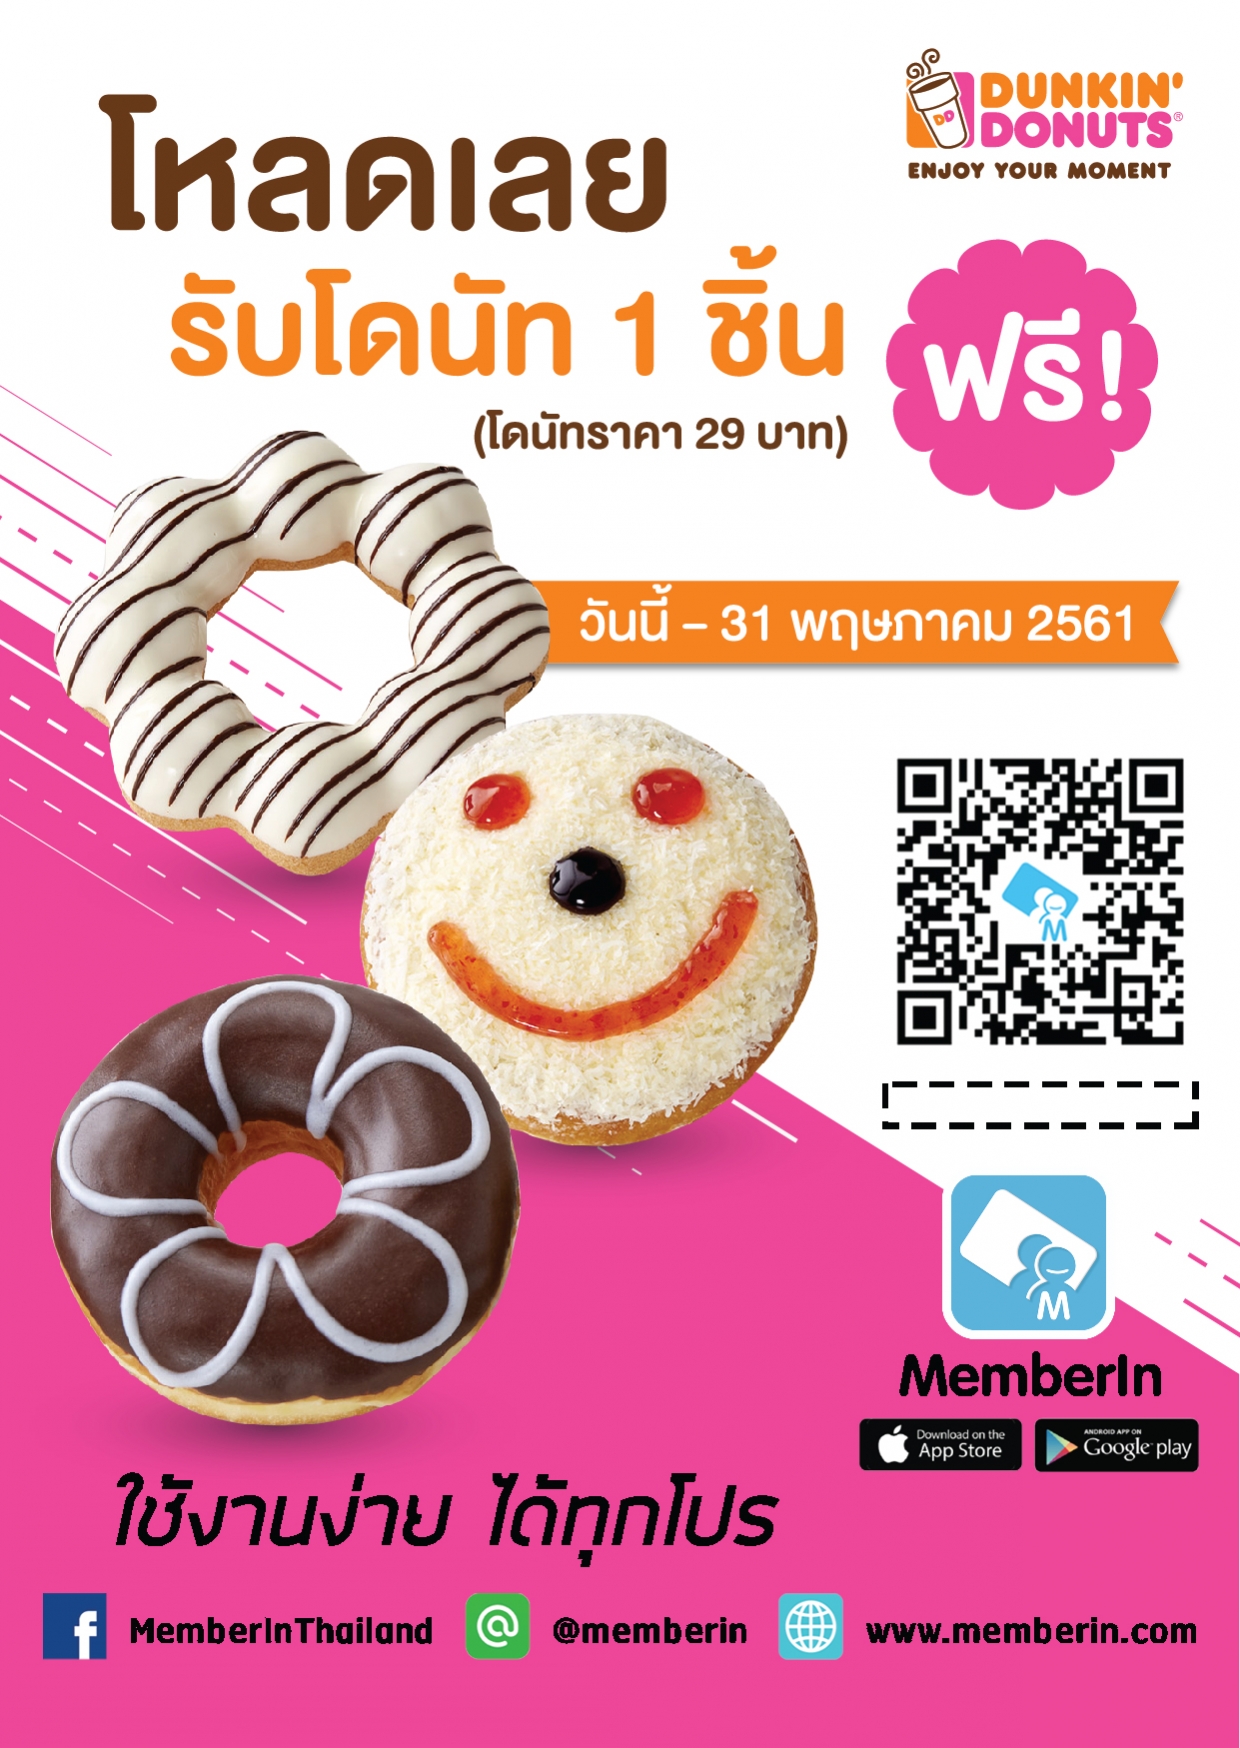 DUNKIN'
DONUTS®
ENJOY YOUR MOMENT
โหลดเลย
รับโดนัท 1 ชิ้น
ฟรี!
(โดนัทราคา 29 บาท)
วันนี้ – 31 พฤษภาคม 2561
M
M
MemberIn
Download on the
App Store
ANDROID APP ON
Google play
ใช้งานง่าย ได้ทุกโปร
MemberInThailand @memberin www.memberin.com